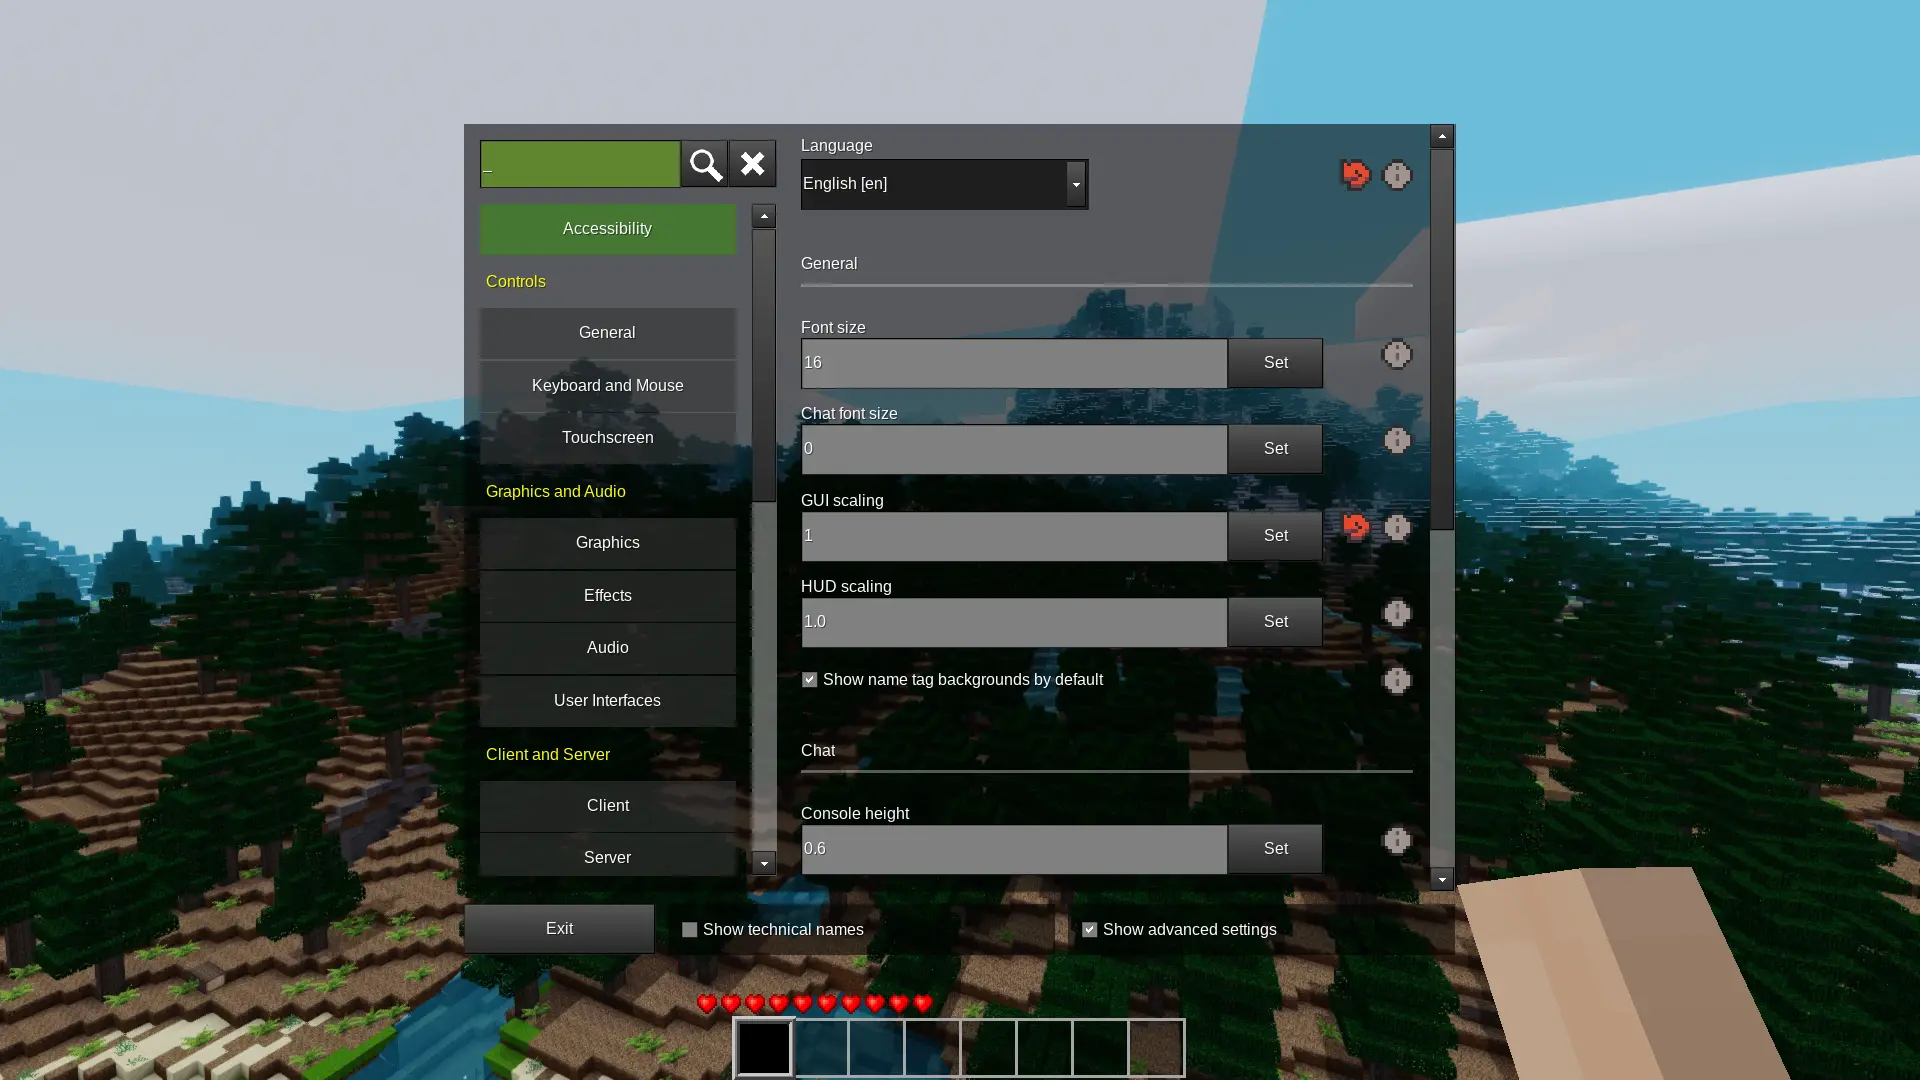 _
Accessibility
Controls
General
Keyboard and Mouse
Touchscreen
Graphics and Audio
Graphics
Effects
Audio
User Interfaces
Client and Server
Client
Server
Language
English [en]
General
Font size
16
Set
Chat font size
0
Set
GUI scaling
1
Set
HUD scaling
1.0
Set
Show name tag backgrounds by default
Chat
Console height
0.6
Set
Exit
Show technical names
Show advanced settings